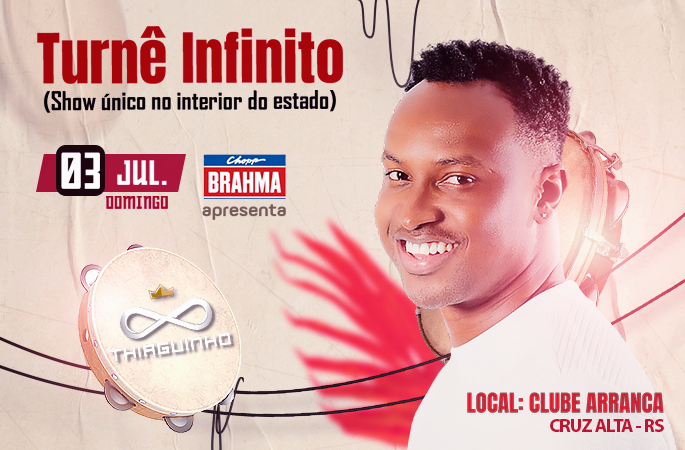 Turnê Infinito
(Show único no interior do estado)
03 JUL.
DOMINGO
Chopp
BRAHMA
apresenta
THIAGUINHO
LOCAL: CLUBE ARRANCA
CRUZ ALTA - RS